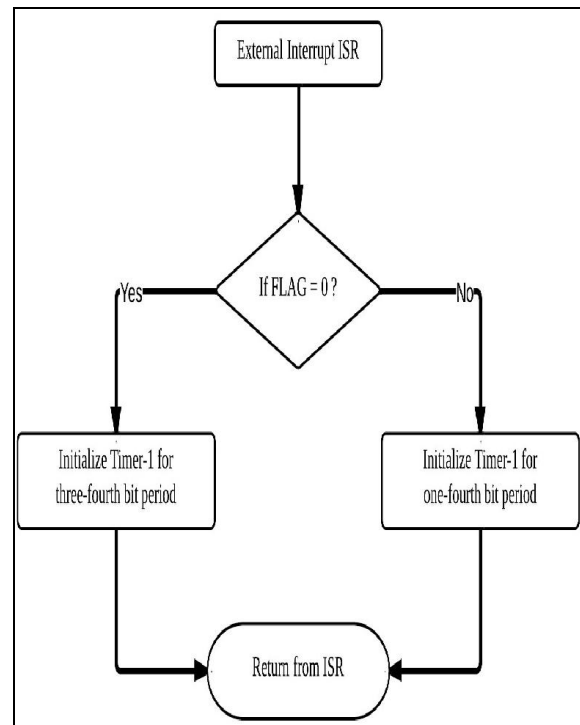 External Interrupt ISR
If FLAG = 0 ?
Yes
No
Initialize Timer-1 for
three-fourth bit period
Initialize Timer-1 for
one-fourth bit period
Return from ISR